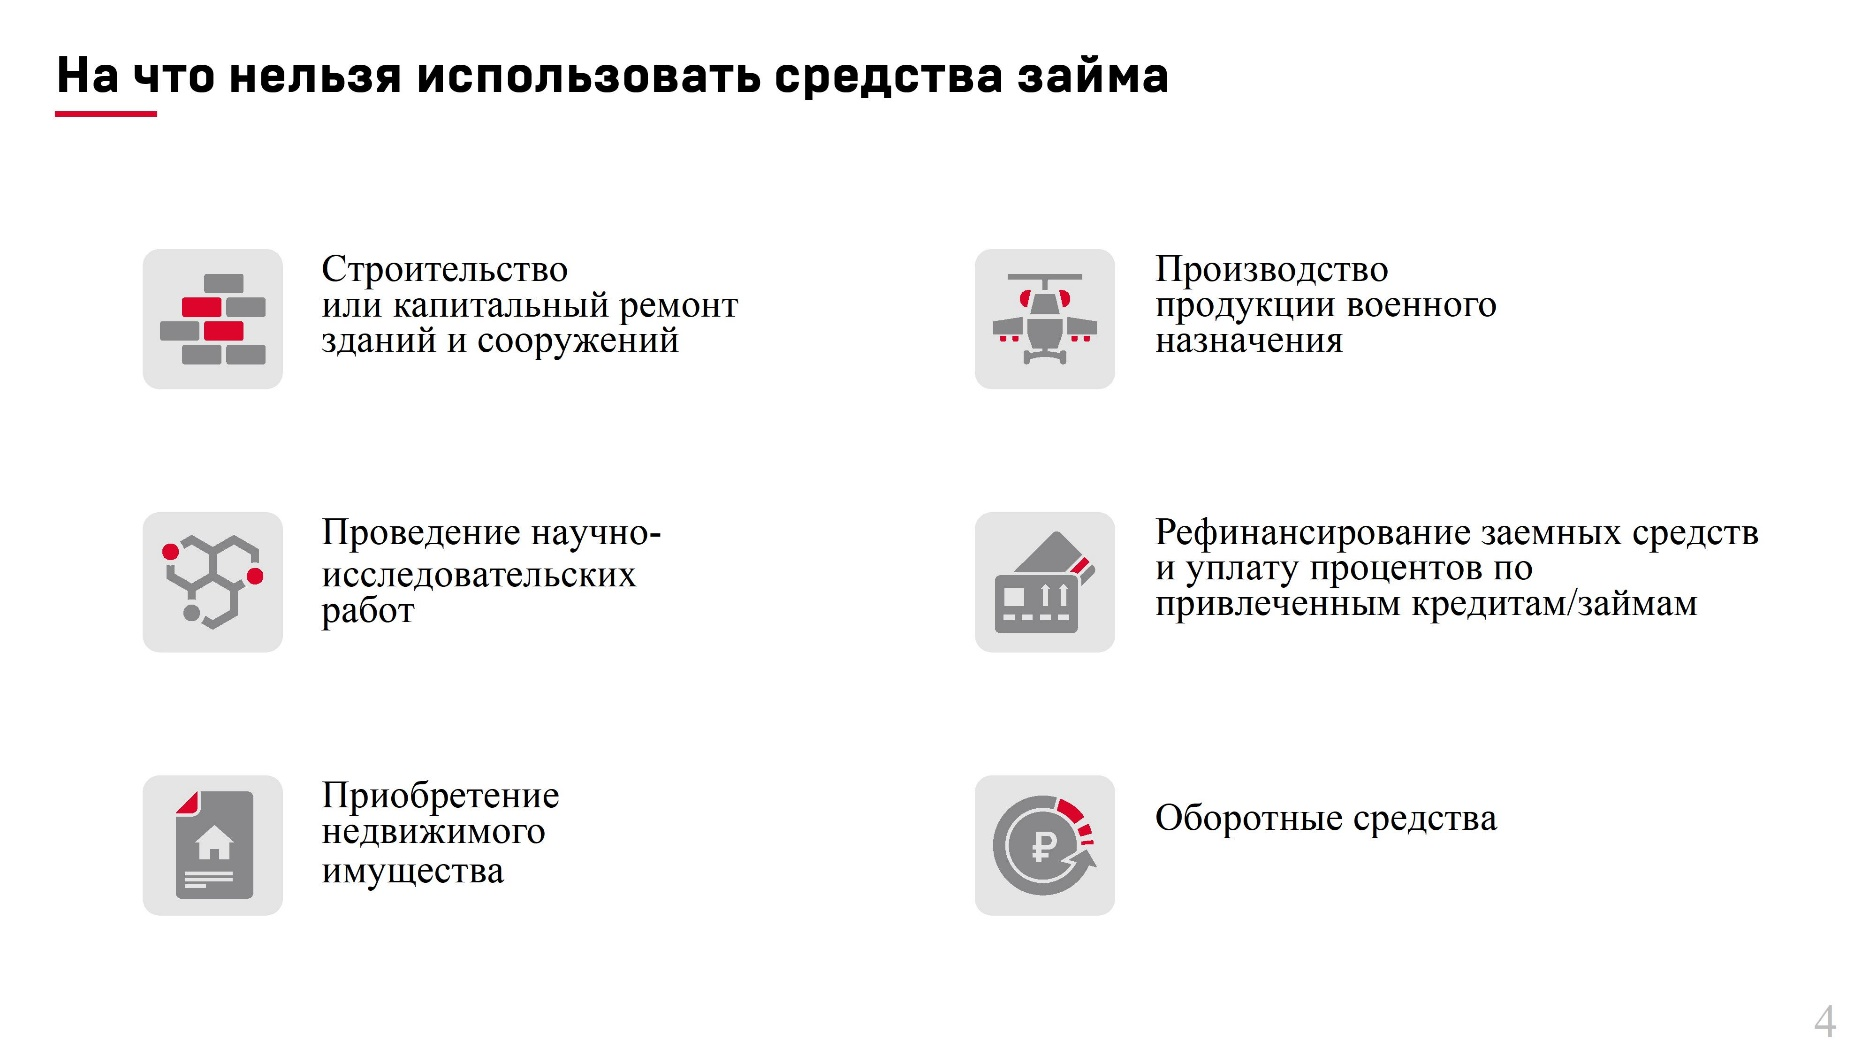 На что нельзя использовать средства займа
Строительство
или капитальный ремонт
зданий и сооружений
Производство
продукции военного
назначения
Проведение научно-
исследовательских
работ
Рефинансирование заемных средств
и уплату процентов по
привлеченным кредитам/займам
Приобретение
недвижимого
имущества
₽
Оборотные средства
4